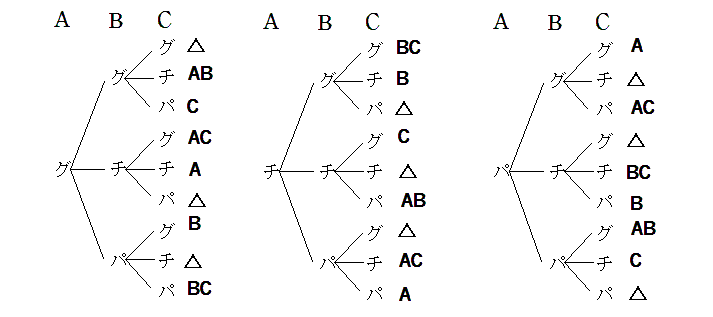 A B C A B C A B C
グ △ グ BC グ A
グ チ AB グ チ B グ チ △
パ C パ △ パ AC
グ AC グ C グ △
グ チ チ A チ チ チ △ パ チ チ BC
パ △ パ AB パ B
グ B グ △ グ AB
パ チ △ パ チ AC パ チ C
パ BC パ A パ △